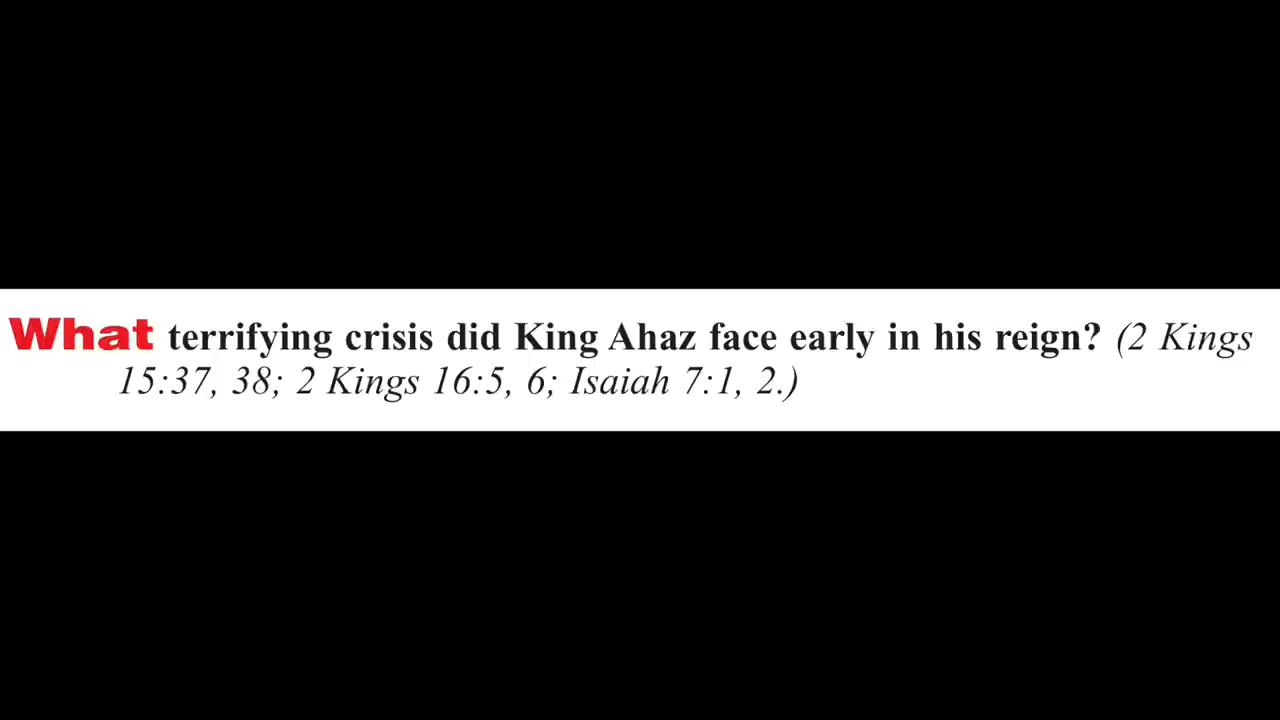 What terrifying crisis did King Ahaz face early in his reign? (2 Kings
15:37, 38; 2 Kings 16:5, 6; Isaiah 7:1, 2.)